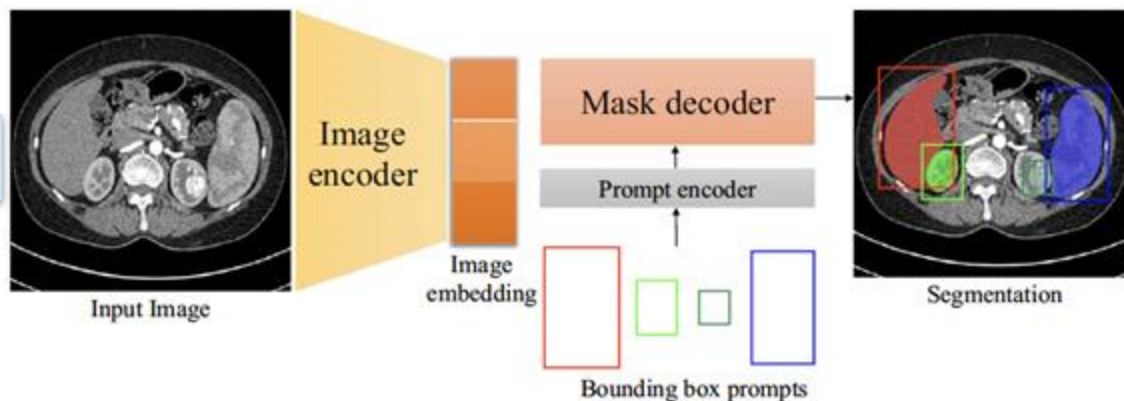 Input Image
Image
encoder
Image
embedding
Mask decoder
Prompt encoder
Bounding box prompts
Segmentation